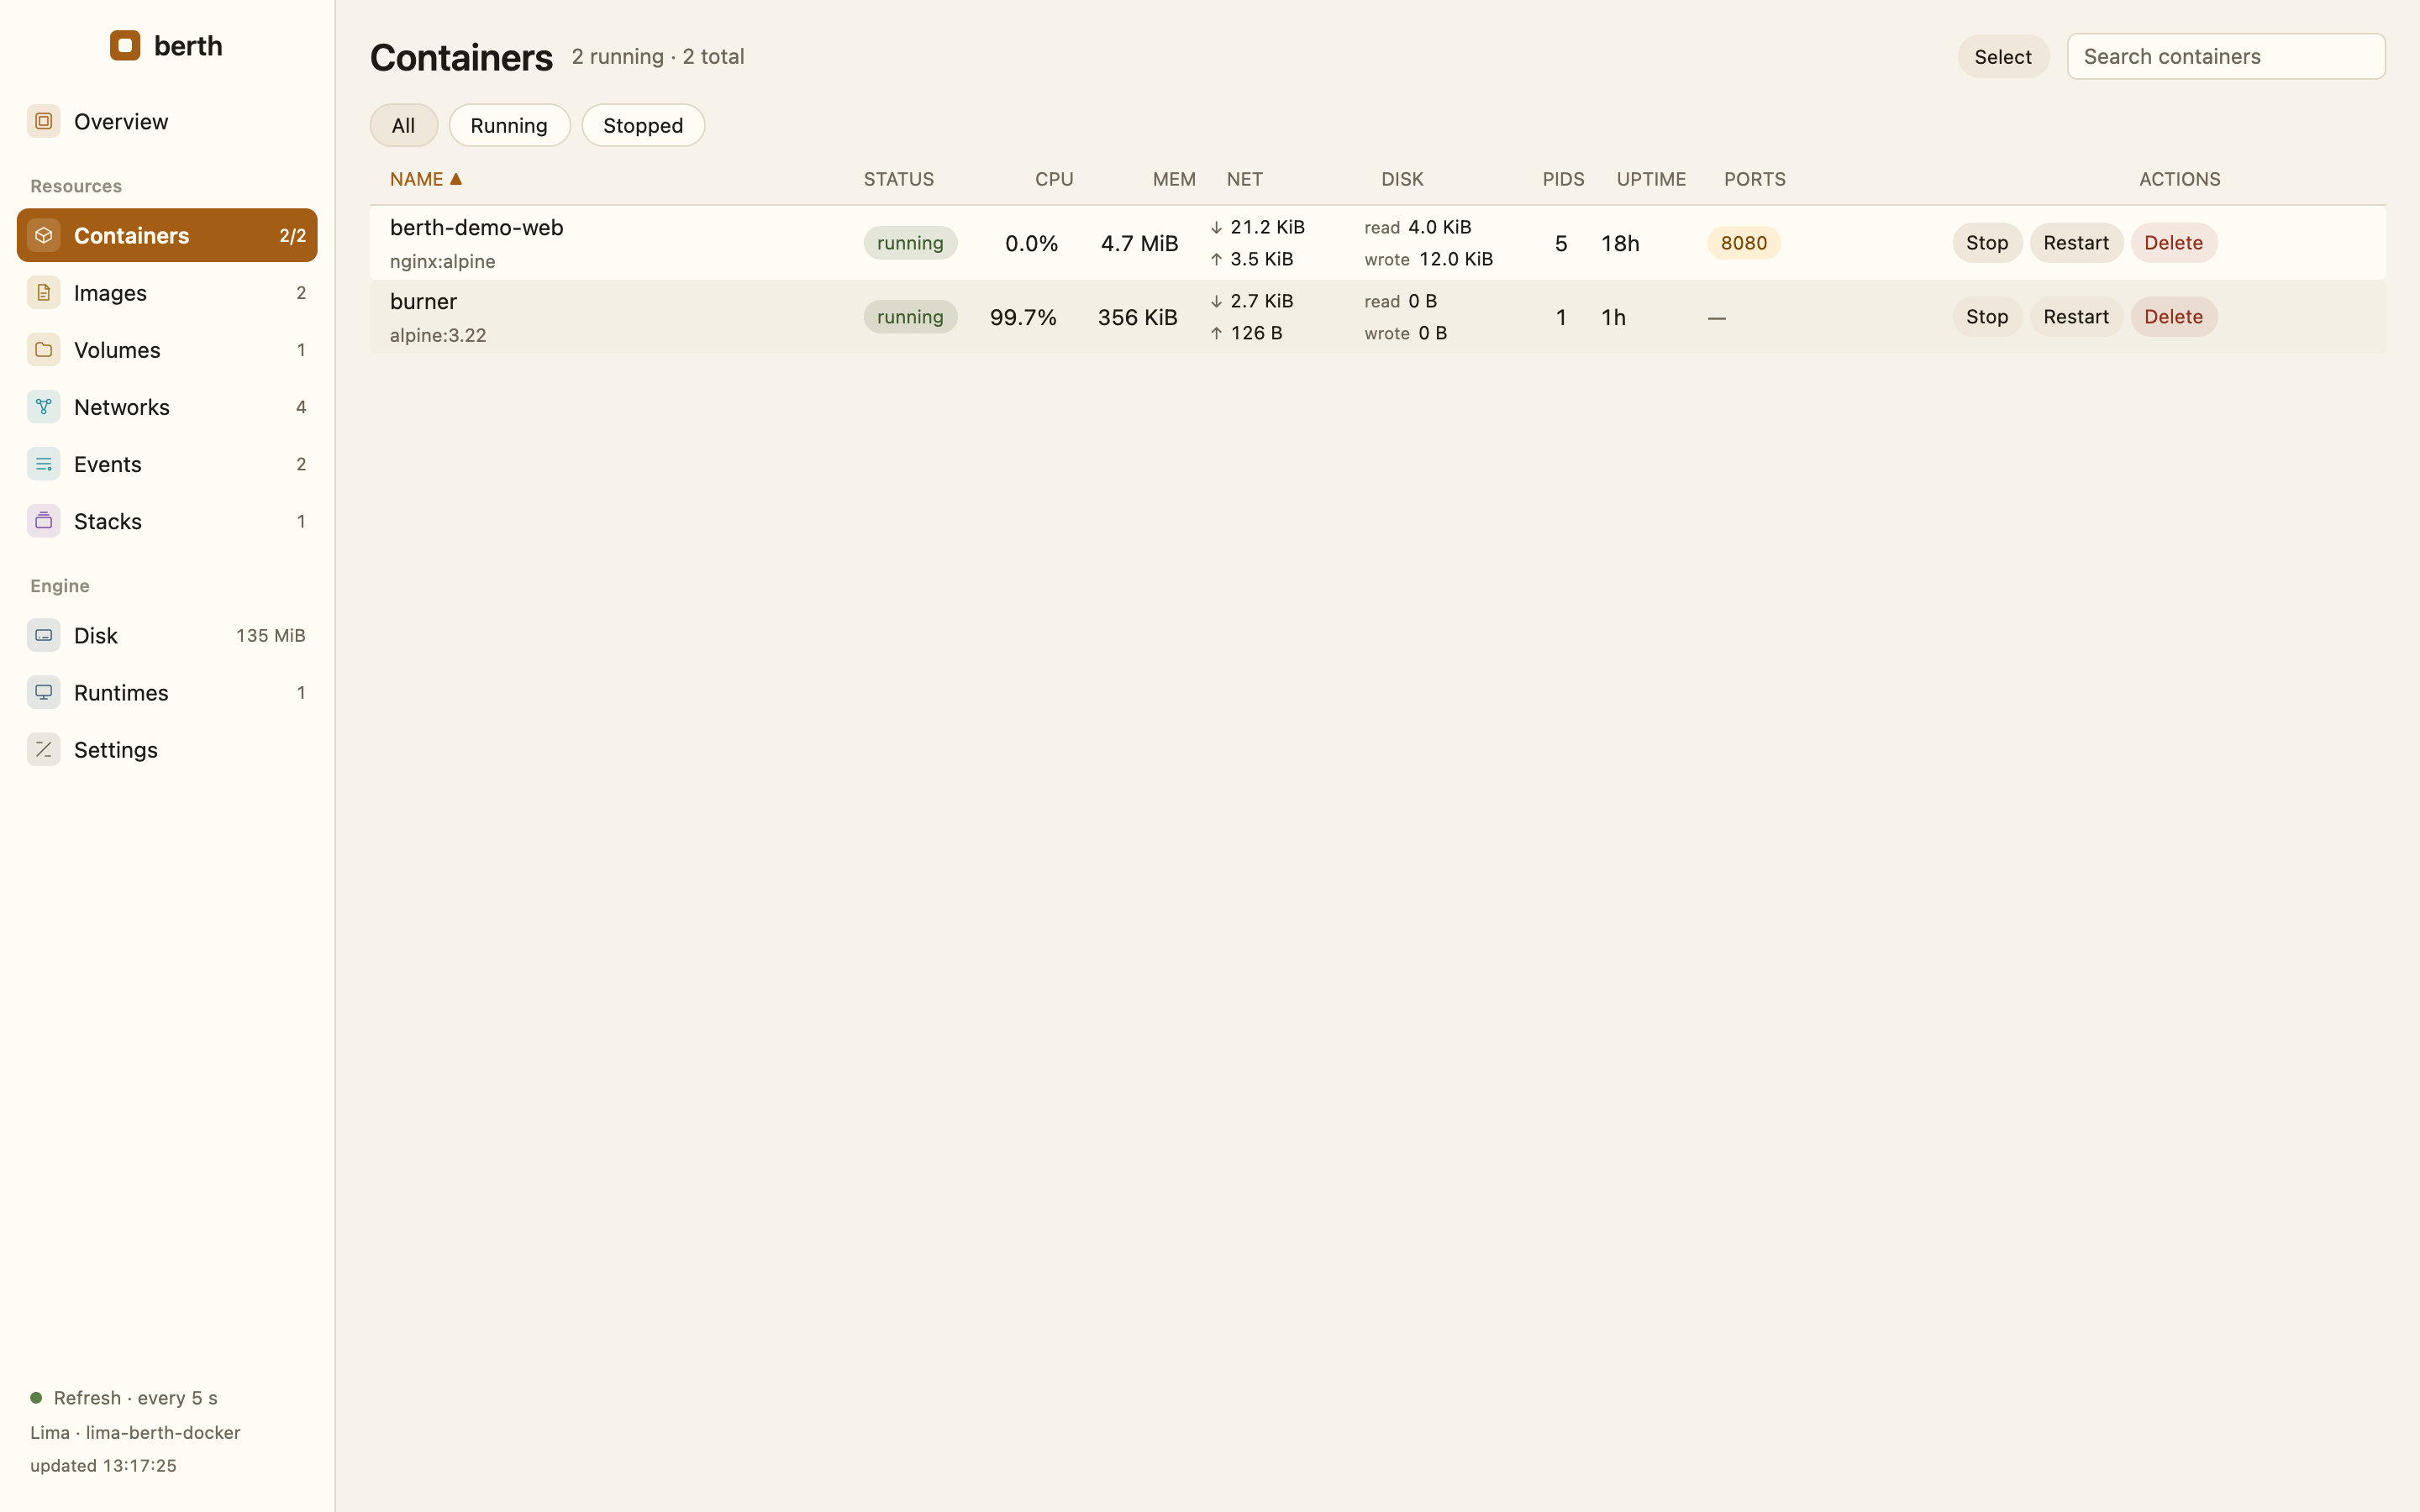 berth
Overview
Resources
Containers 2/2
Images 2
Volumes 1
Networks 4
Events 2
Stacks 1
Engine
Disk 135 MiB
Runtimes 1
Settings
Refresh · every 5 s
Lima · lima-berth-docker
updated 13:17:25
Containers 2 running · 2 total
Select
Search containers
All Running Stopped
NAME ▲ STATUS CPU MEM NET DISK PIDS UPTIME PORTS ACTIONS
berth-demo-web
nginx:alpine
running 0.0% 4.7 MiB
↓ 21.2 KiB
↑ 3.5 KiB
read 4.0 KiB
wrote 12.0 KiB
5 18h 8080 Stop Restart Delete
burner
alpine:3.22
running 99.7% 356 KiB
↓ 2.7 KiB
↑ 126 B
read 0 B
wrote 0 B
1 1h — Stop Restart Delete